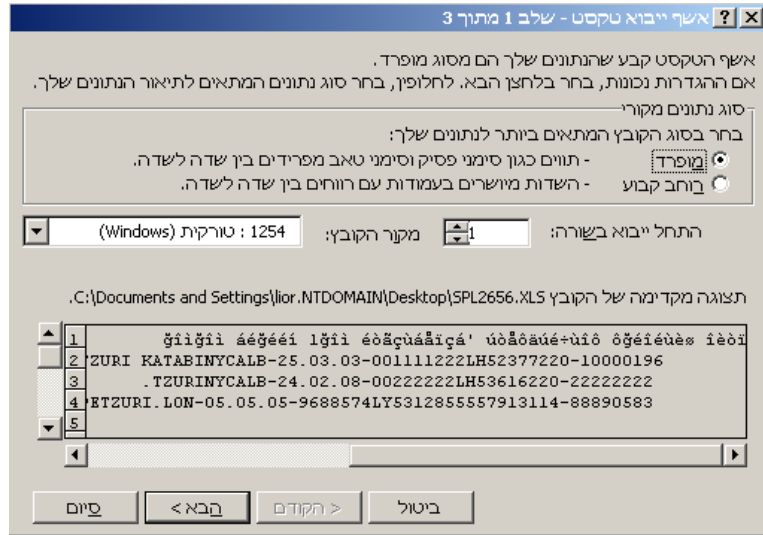 אשף ייבוא טקסט - שלב 1 מתוך 3
אשף הטקסט קבע שהנתונים שלך הם מסוג מופרד.
אם ההגדרות נכונות, בחר בלחצן הבא. לחלופין, בחר סוג נתונים המתאים לתיאור הנתונים שלך.
סוג נתונים מקורי
בחר בסוג הקובץ המתאים ביותר לנתונים שלך:
מופרד - תווים כגון סימני פסיק וסימני טאב מפרידים בין שדה לשדה.
רוחב קבוע - השדות מיושרים בעמודות עם רווחים בין שדה לשדה.
התחל ייבוא בשורה: 1 מקור הקובץ: 1254 : טורקית (Windows)
תצוגה מקדימה של הקובץ C:\Documents and Settings\lior.NTDOMAIN\Desktop\SPL2656.XLS.
1
2 ZURI KATABINYCALB-25.03.03-001111222LH52377220-10000196
3 .TZURINYCALB-24.02.08-00222222LH53616220-22222222
4 ETZURI.LON-05.05.05-9688574LY5312855557913114-88890583
5
סיום הבא > < הקודם ביטול